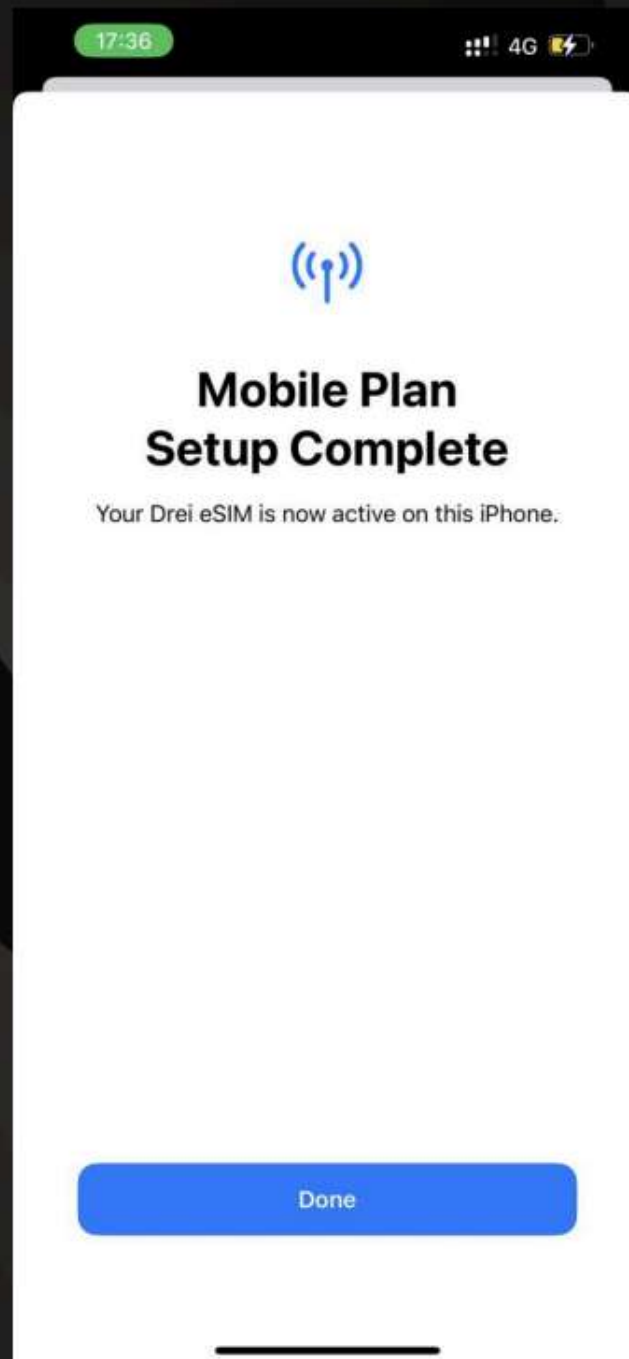 17:36
4G
Mobile Plan
Setup Complete
Your Drei eSIM is now active on this iPhone.
Done